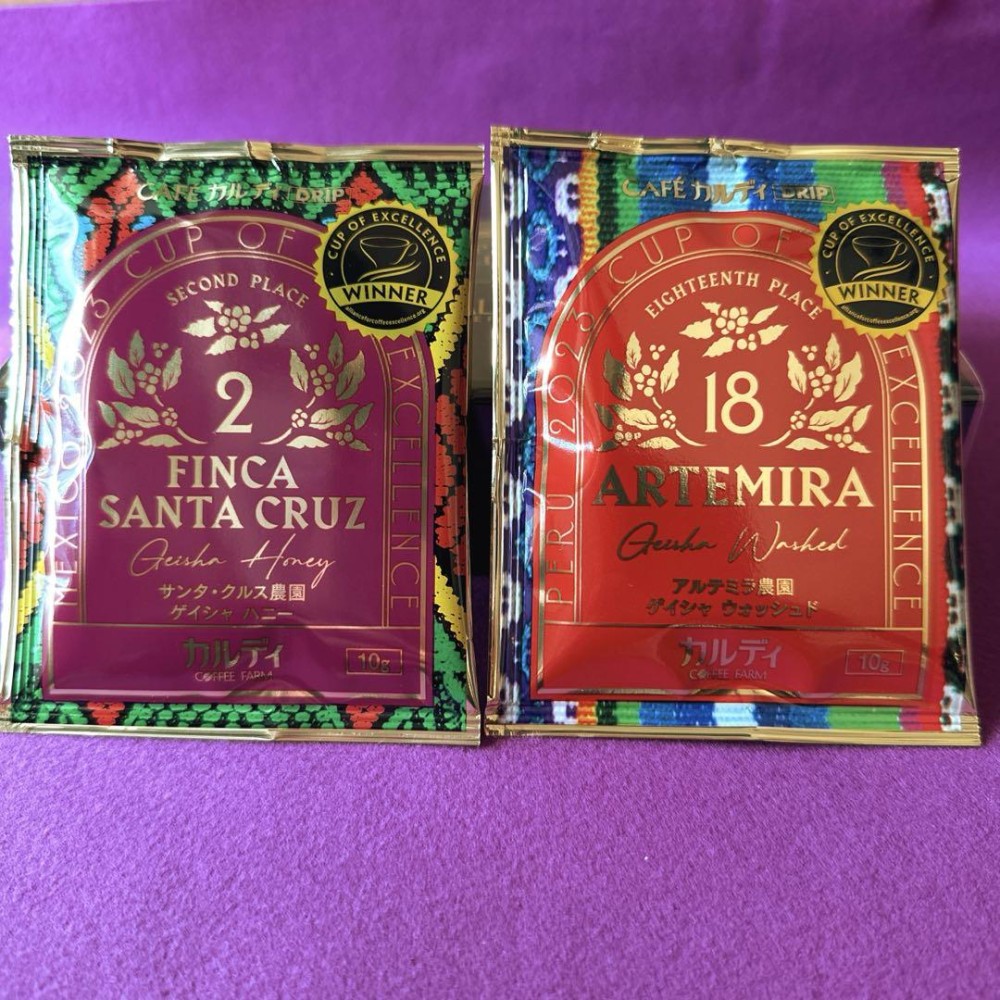 CAFÉ カルディ DRIP
MEXICO 2023 CUP OF EXCELLENCE
CUP OF EXCELLENCE
WINNER
allianceforcoffeeexcellence.org
SECOND PLACE
2
FINCA
SANTA CRUZ
Geisha Honey
サンタ・クルス農園
ゲイシャ ハニー
カルディ
COFFEE FARM
10g
CAFÉ カルディ DRIP
PERU 2023 CUP OF EXCELLENCE
CUP OF EXCELLENCE
WINNER
allianceforcoffeeexcellence.org
EIGHTEENTH PLACE
18
ARTEMIRA
Geisha Washed
アルテミラ農園
ゲイシャ ウォッシュド
カルディ
COFFEE FARM
10g